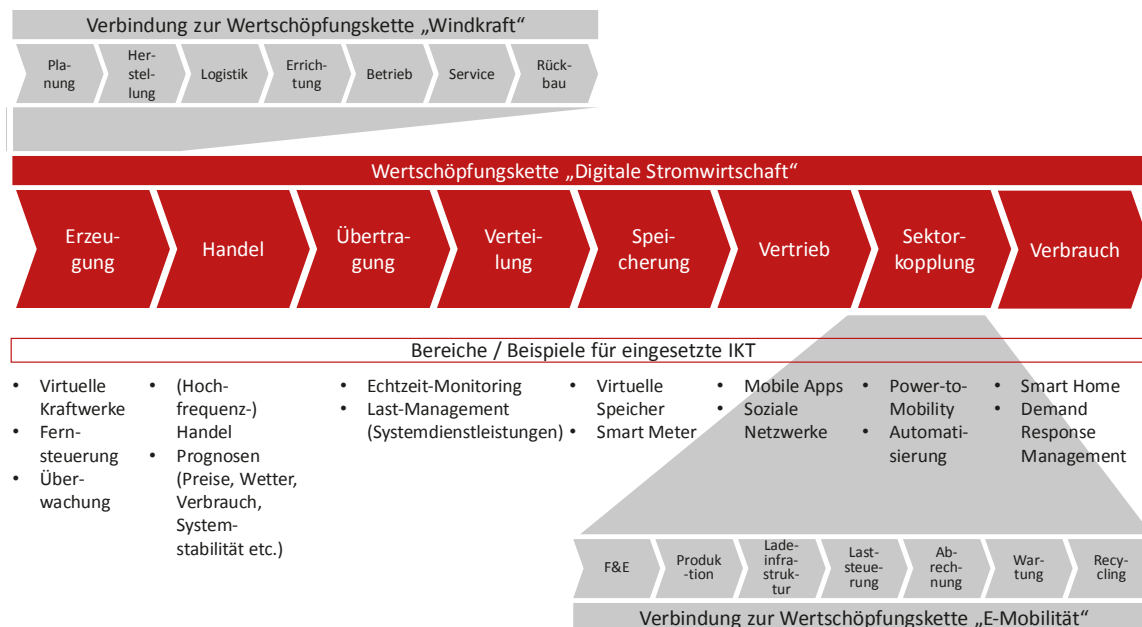 Verbindung zur Wertschöpfungskette „Windkraft“
Pla-
nung
Her-
stel-
lung
Logistik
Errich-
tung
Betrieb
Service
Rück-
bau
Wertschöpfungskette „Digitale Stromwirtschaft“
Erzeu-
gung
Handel
Übertra-
gung
Vertei-
lung
Spei-
cherung
Vertrieb
Sektor-
kopplung
Verbrauch
Bereiche / Beispiele für eingesetzte IKT
• Virtuelle
Kraftwerke
• Fern-
steuerung
• Über-
wachung
• (Hoch-
frequenz-)
Handel
• Prognosen
(Preise, Wetter,
Verbrauch,
System-
stabilität etc.)
• Echtzeit-Monitoring
• Last-Management
(Systemdienstleistungen)
• Virtuelle
Speicher
• Smart Meter
• Mobile Apps
• Soziale
Netzwerke
• Power-to-
Mobility
• Automati-
sierung
• Smart Home
• Demand
Response
Management
F&E
Produk
-tion
Lade-
infra-
struk-
tur
Last-
steue-
rung
Ab-
rech-
nung
War-
tung
Recy-
cling
Verbindung zur Wertschöpfungskette „E-Mobilität“